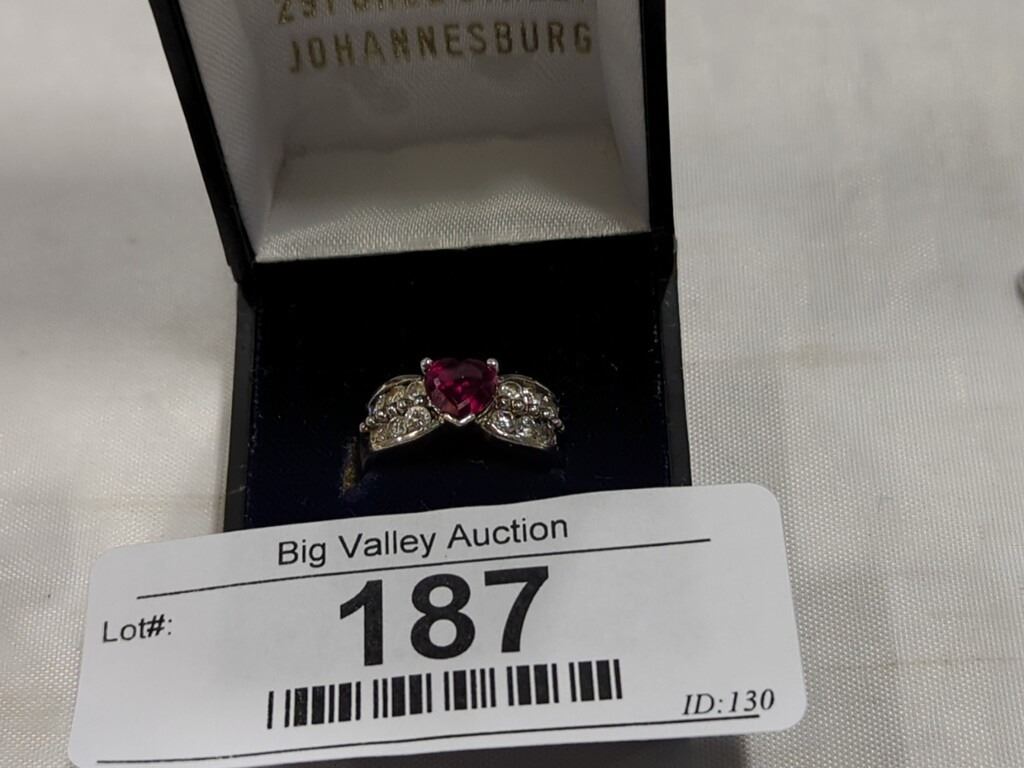 JOHANNESBURG
Big Valley Auction
Lot#:
187
ID:130